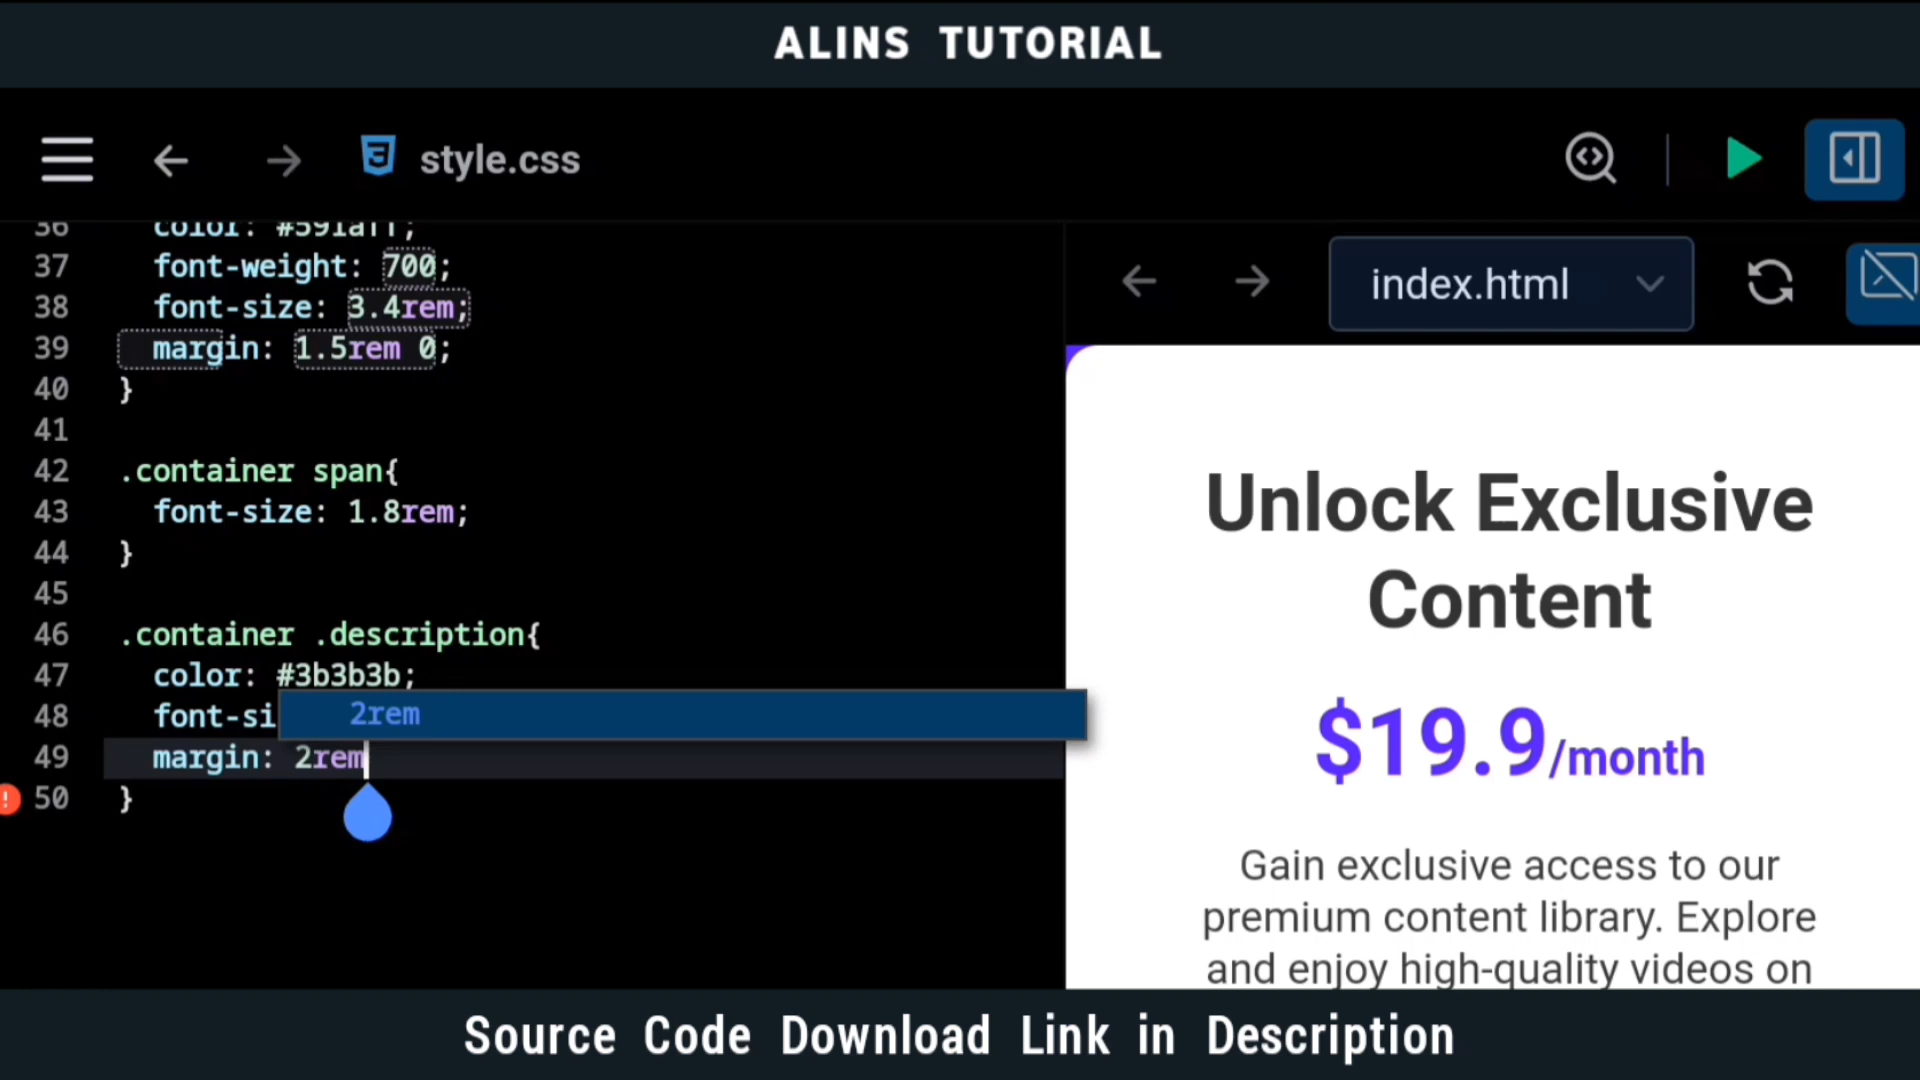 ALINS TUTORIAL
style.css
36 color: #591aff;
37 font-weight: 700;
38 font-size: 3.4rem;
39 margin: 1.5rem 0;
40 }
41
42 .container span{
43 font-size: 1.8rem;
44 }
45
46 .container .description{
47 color: #3b3b3b;
48 font-si
2rem
49 margin: 2rem
50 }
index.html
Unlock Exclusive
Content
$19.9/month
Gain exclusive access to our
premium content library. Explore
and enjoy high-quality videos on
Source Code Download Link in Description